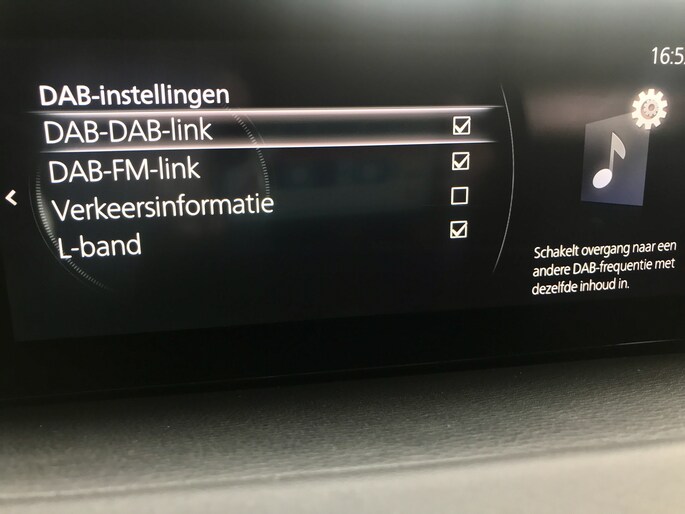 16:5
DAB-instellingen
DAB-DAB-link
DAB-FM-link
Verkeersinformatie
L-band
Schakelt overgang naar een
andere DAB-frequentie met
dezelfde inhoud in.